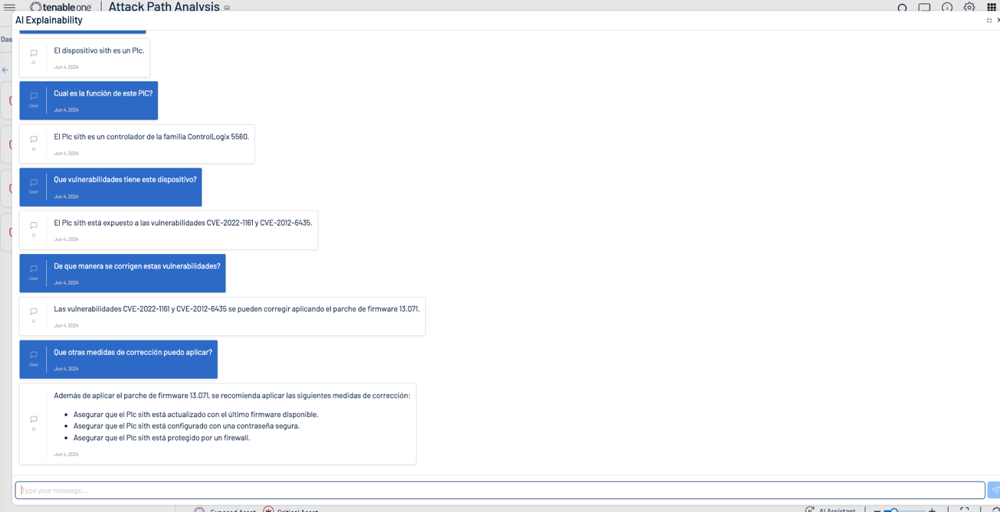 tenable one
Attack Path Analysis
AI Explainability
Das
El dispositivo sith es un Plc.
AI
Jun 4, 2024
Cual es la función de este PlC?
User
Jun 4, 2024
El Plc sith es un controlador de la familia ControlLogix 5560.
AI
Jun 4, 2024
Que vulnerabilidades tiene este dispositivo?
User
Jun 4, 2024
El Plc sith está expuesto a las vulnerabilidades CVE-2022-1161 y CVE-2012-6435.
AI
Jun 4, 2024
De que manera se corrigen estas vulnerabilidades?
User
Jun 4, 2024
Las vulnerabilidades CVE-2022-1161 y CVE-2012-6435 se pueden corregir aplicando el parche de firmware 13.071.
AI
Jun 4, 2024
Que otras medidas de corrección puedo aplicar?
User
Jun 4, 2024
Además de aplicar el parche de firmware 13.071, se recomienda aplicar las siguientes medidas de corrección:
• Asegurar que el Plc sith está actualizado con el último firmware disponible.
• Asegurar que el Plc sith está configurado con una contraseña segura.
• Asegurar que el Plc sith está protegido por un firewall.
AI
Jun 4, 2024
Type your message....
Exposed Asset
Critical Asset
AI Assistant